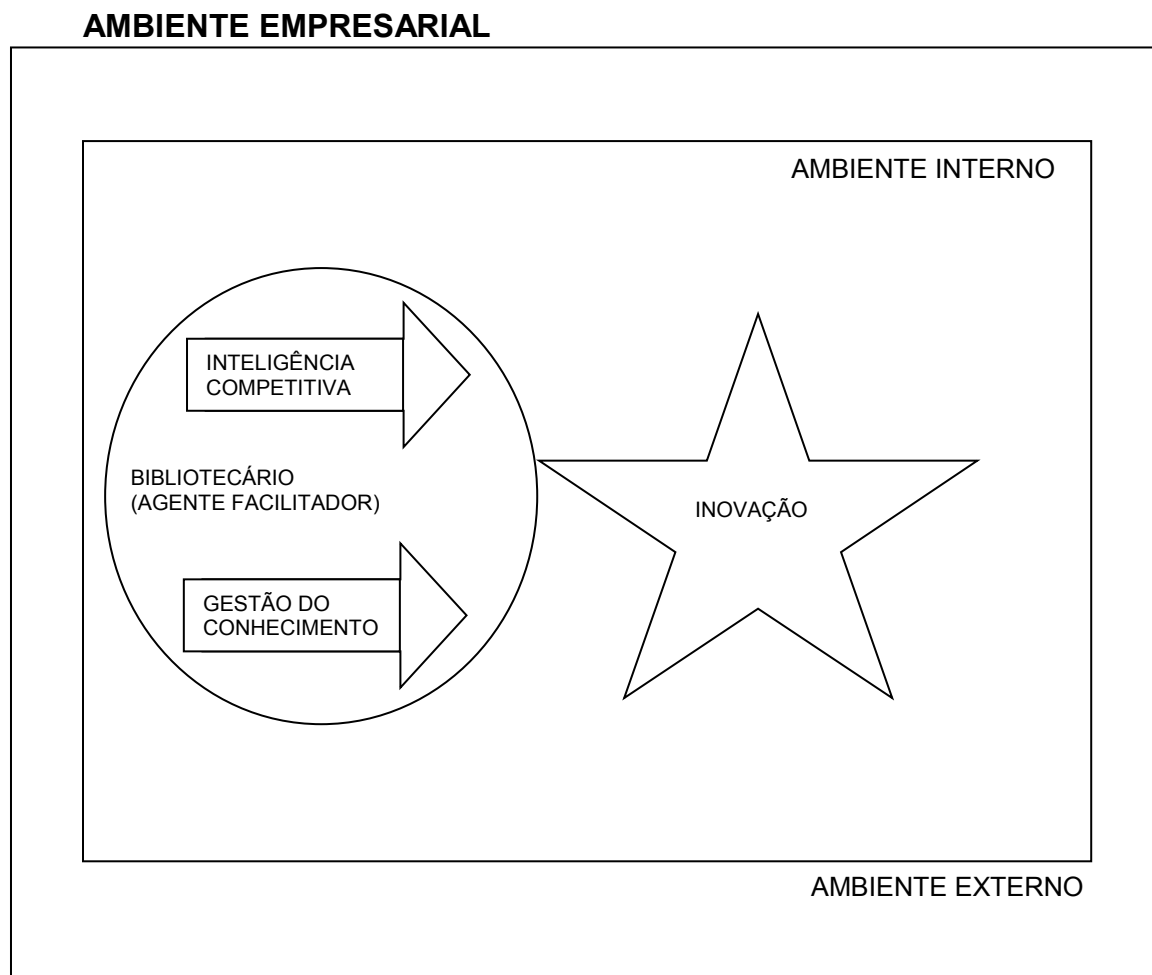 AMBIENTE EMPRESARIAL
AMBIENTE INTERNO
INTELIGÊNCIA
COMPETITIVA
BIBLIOTECÁRIO
(AGENTE FACILITADOR)
INOVAÇÃO
GESTÃO DO
CONHECIMENTO
AMBIENTE EXTERNO